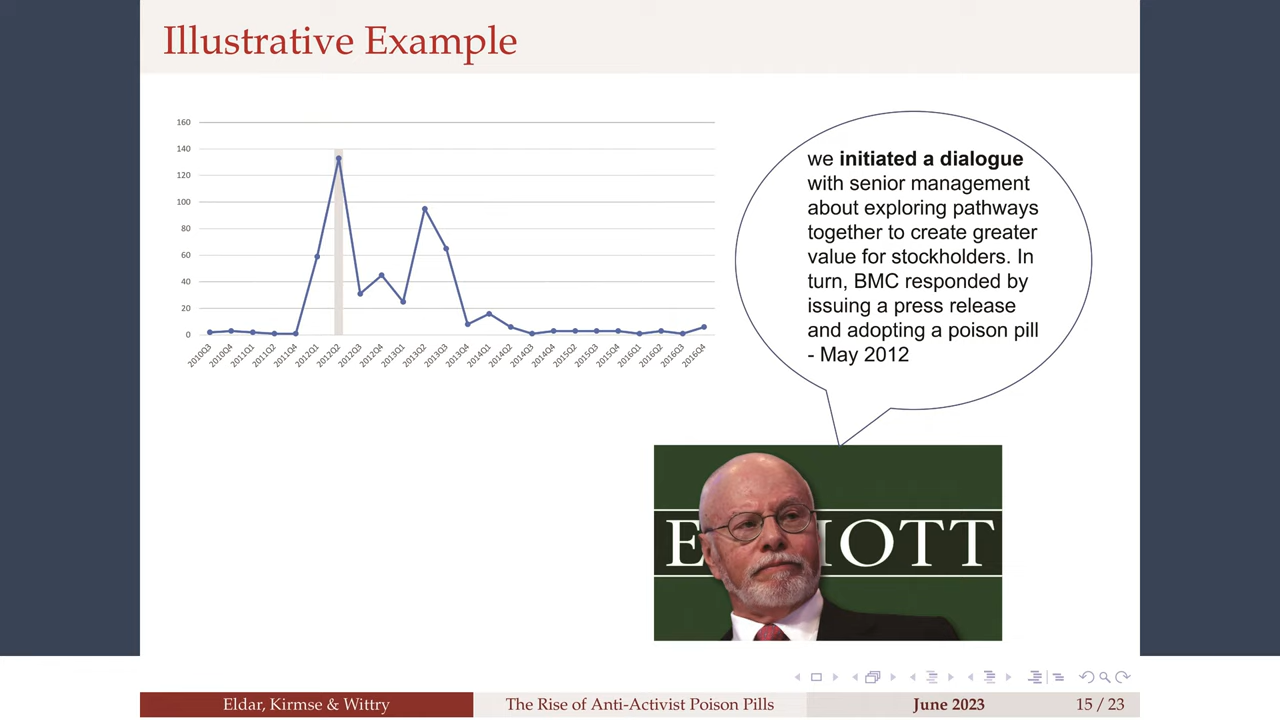 Illustrative Example
160
140
120
100
80
60
40
20
0
2010Q3
2010Q4
2011Q1
2011Q2
2011Q4
2012Q1
2012Q2
2012Q3
2012Q4
2013Q1
2013Q2
2013Q3
2013Q4
2014Q1
2014Q2
2014Q3
2014Q4
2015Q2
2015Q3
2015Q4
2016Q1
2016Q2
2016Q3
2016Q4
we initiated a dialogue
with senior management
about exploring pathways
together to create greater
value for stockholders. In
turn, BMC responded by
issuing a press release
and adopting a poison pill
- May 2012
E IOTT
Eldar, Kirmse & Wittry
The Rise of Anti-Activist Poison Pills
June 2023
15 / 23